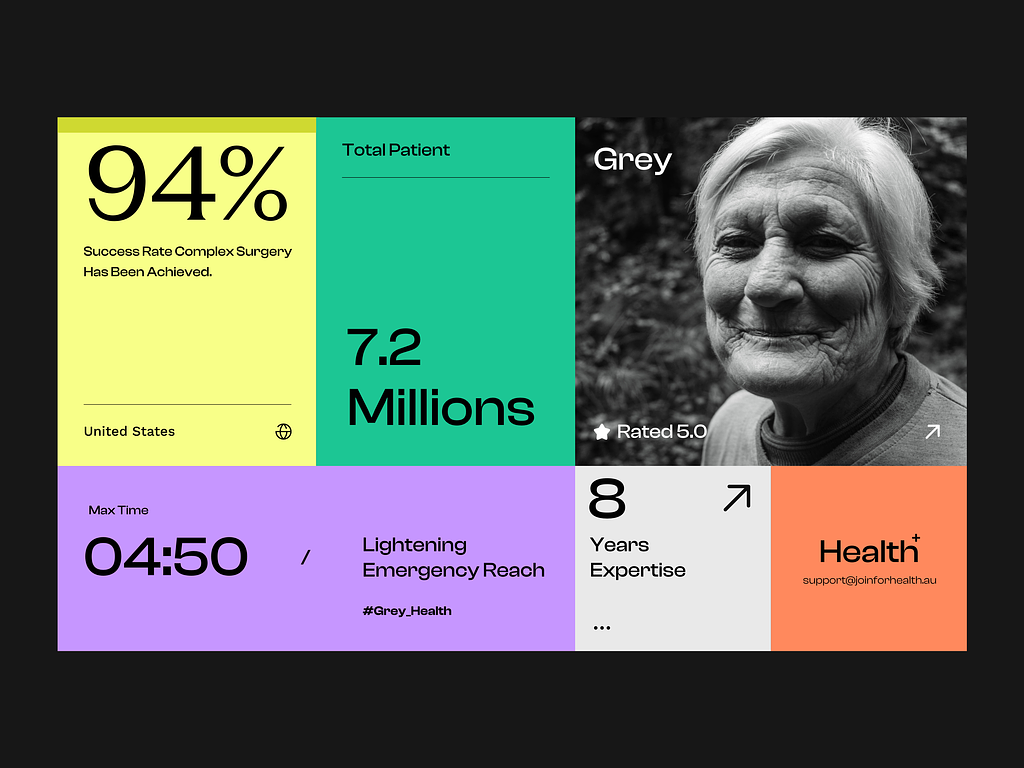 94%
Success Rate Complex Surgery
Has Been Achieved.
United States
Total Patient
7.2
Millions
Grey
Rated 5.0
Max Time
04:50
/
Lightening
Emergency Reach
#Grey_Health
8
Years
Expertise
...
Health+
support@joinforhealth.au